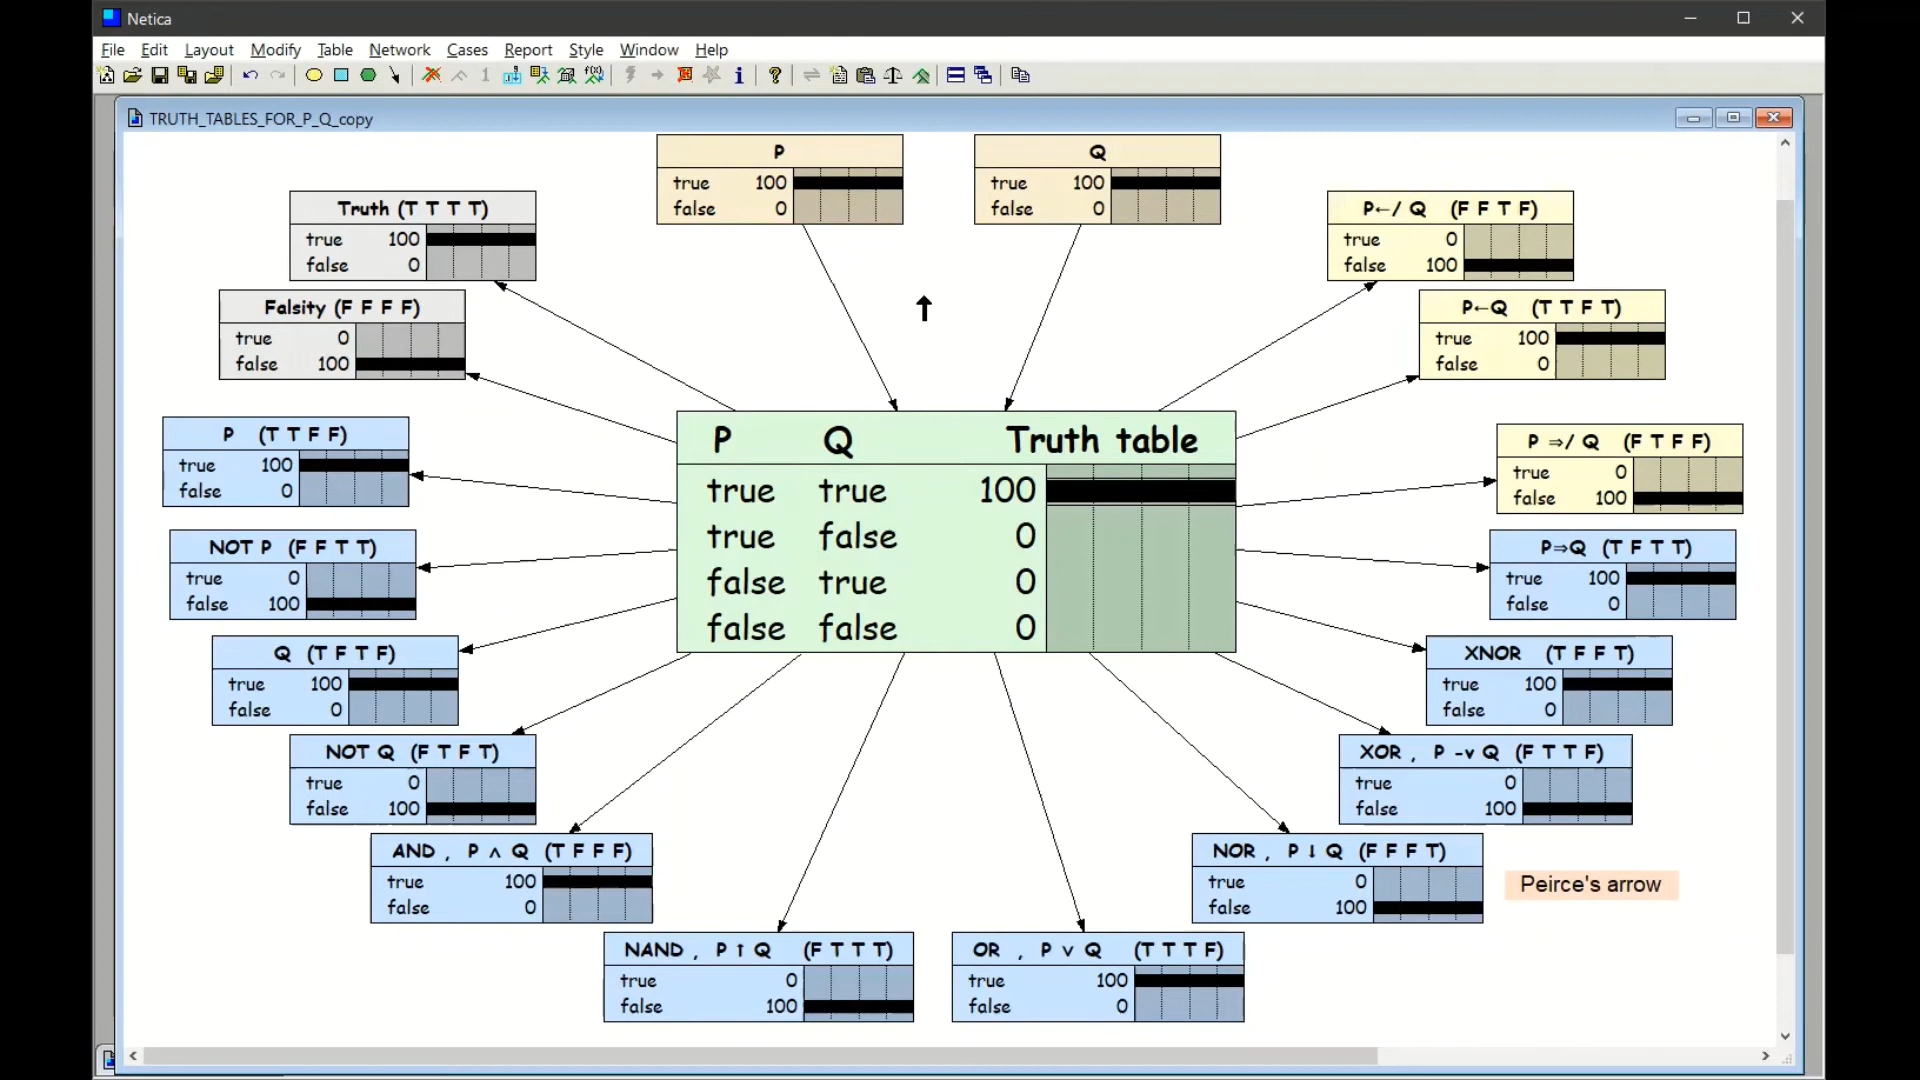 Netica
File Edit Layout Modify Table Network Cases Report Style Window Help
TRUTH_TABLES_FOR_P_Q_copy
P
true 100
false 0
Q
true 100
false 0
Truth (T T T T)
true 100
false 0
P←/ Q (F F T F)
true 0
false 100
Falsity (F F F F)
true 0
false 100
P←Q (T T F T)
true 100
false 0
P (T T F F)
true 100
false 0
P Q Truth table
true true 100
true false 0
false true 0
false false 0
P ⇒/ Q (F T F F)
true 0
false 100
NOT P (F F T T)
true 0
false 100
P⇒Q (T F T T)
true 100
false 0
Q (T F T F)
true 100
false 0
XNOR (T F F T)
true 100
false 0
NOT Q (F T F T)
true 0
false 100
XOR , P -v Q (F T T F)
true 0
false 100
AND , P ∧ Q (T F F F)
true 100
false 0
NOR , P ↓ Q (F F F T)
true 0
false 100
Peirce's arrow
NAND , P ↑ Q (F T T T)
true 0
false 100
OR , P ∨ Q (T T T F)
true 100
false 0